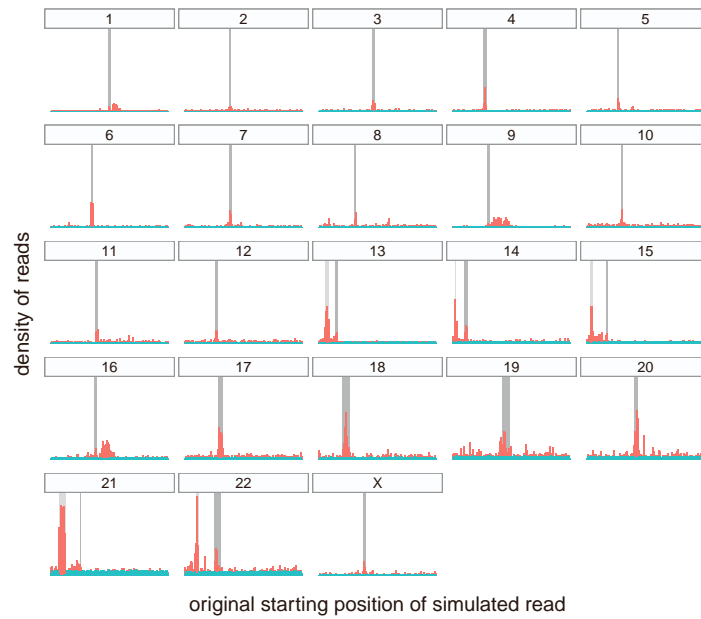 1 2 3 4 5
6 7 8 9 10
11 12 13 14 15
16 17 18 19 20
21 22 X
density of reads
original starting position of simulated read